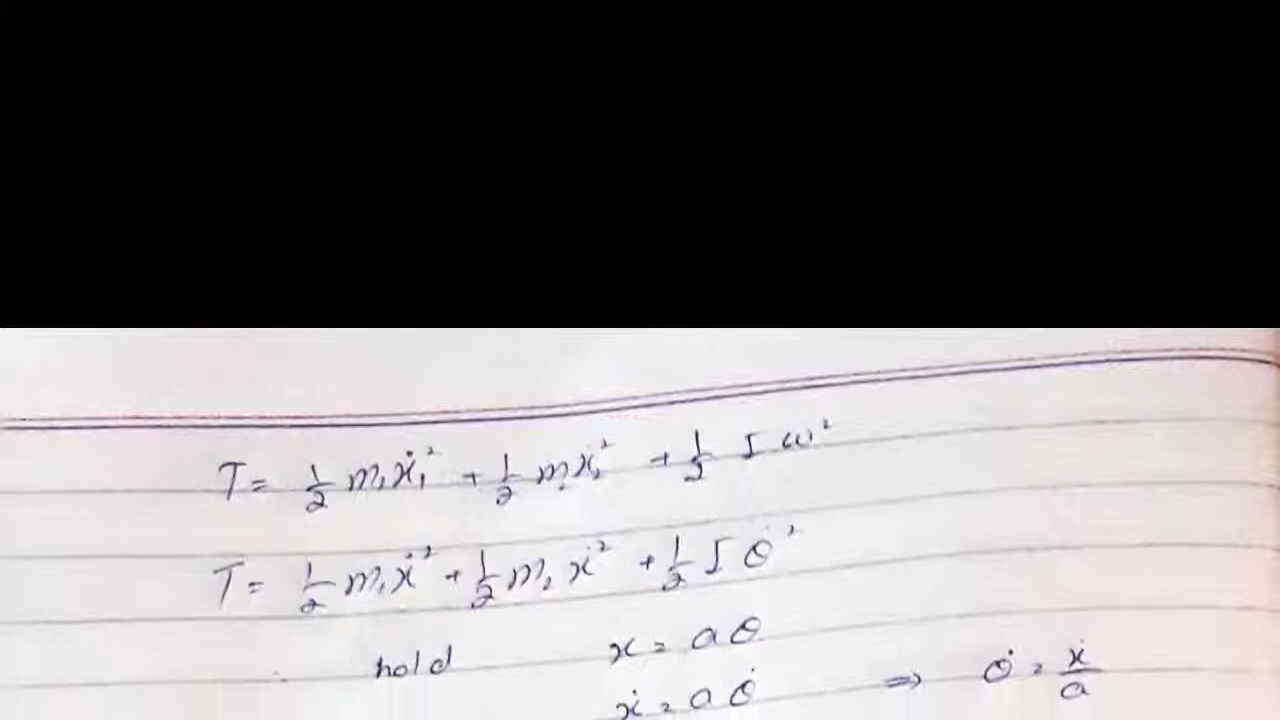 T = 1/2 m₁ẋ₁² + 1/2 m₂ẋ₂² + 1/2 I ω²
T = 1/2 m₁ẋ² + 1/2 m₂ẋ² + 1/2 I θ̇²
hold x = aθ
ẋ = aθ̇ ⇒ θ̇ = ẋ/a